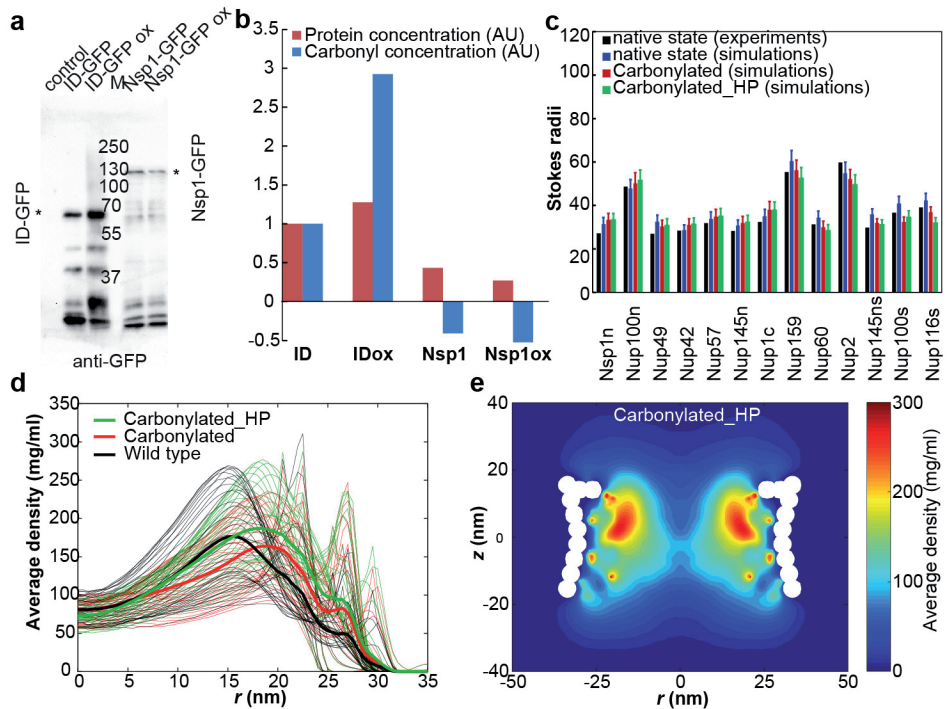 a
control
ID-GFP
ID-GFP ox
M
Nsp1-GFP
Nsp1-GFP ox
250
130 *
100
70
55
37
ID-GFP *
Nsp1-GFP
anti-GFP
b
Protein concentration (AU)
Carbonyl concentration (AU)
3.5
3
2.5
2
1.5
1
0.5
0
-0.5
ID IDox Nsp1 Nsp1ox
c
native state (experiments)
native state (simulations)
Carbonylated (simulations)
Carbonylated_HP (simulations)
Stokes radii
120
100
80
60
40
20
0
Nsp1n
Nup100n
Nup49
Nup42
Nup57
Nup145n
Nup1c
Nup159
Nup60
Nup2
Nup145ns
Nup100s
Nup116s
d
Carbonylated_HP
Carbonylated
Wild type
Average density (mg/ml)
350
300
250
200
150
100
50
0
0 5 10 15 20 25 30 35
r (nm)
e
Carbonylated_HP
z (nm)
40
20
0
-20
-40
-50 -25 0 25 50
r (nm)
300
200
100
0
Average density (mg/ml)